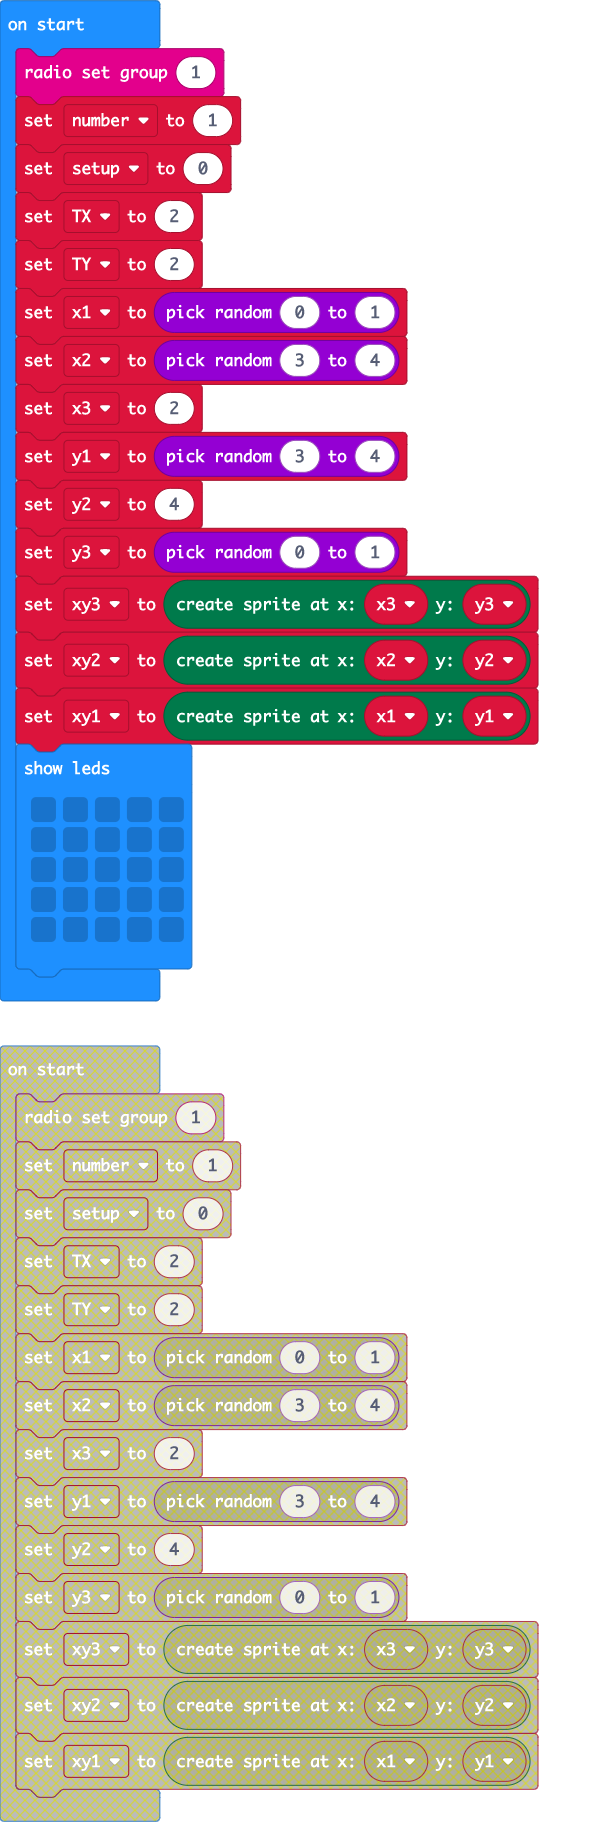 on start
radio set group 1
set number to 1
set setup to 0
set TX to 2
set TY to 2
set x1 to pick random 0 to 1
set x2 to pick random 3 to 4
set x3 to 2
set y1 to pick random 3 to 4
set y2 to 4
set y3 to pick random 0 to 1
set xy3 to create sprite at x: x3 y: y3
set xy2 to create sprite at x: x2 y: y2
set xy1 to create sprite at x: x1 y: y1
show leds
on start
radio set group 1
set number to 1
set setup to 0
set TX to 2
set TY to 2
set x1 to pick random 0 to 1
set x2 to pick random 3 to 4
set x3 to 2
set y1 to pick random 3 to 4
set y2 to 4
set y3 to pick random 0 to 1
set xy3 to create sprite at x: x3 y: y3
set xy2 to create sprite at x: x2 y: y2
set xy1 to create sprite at x: x1 y: y1